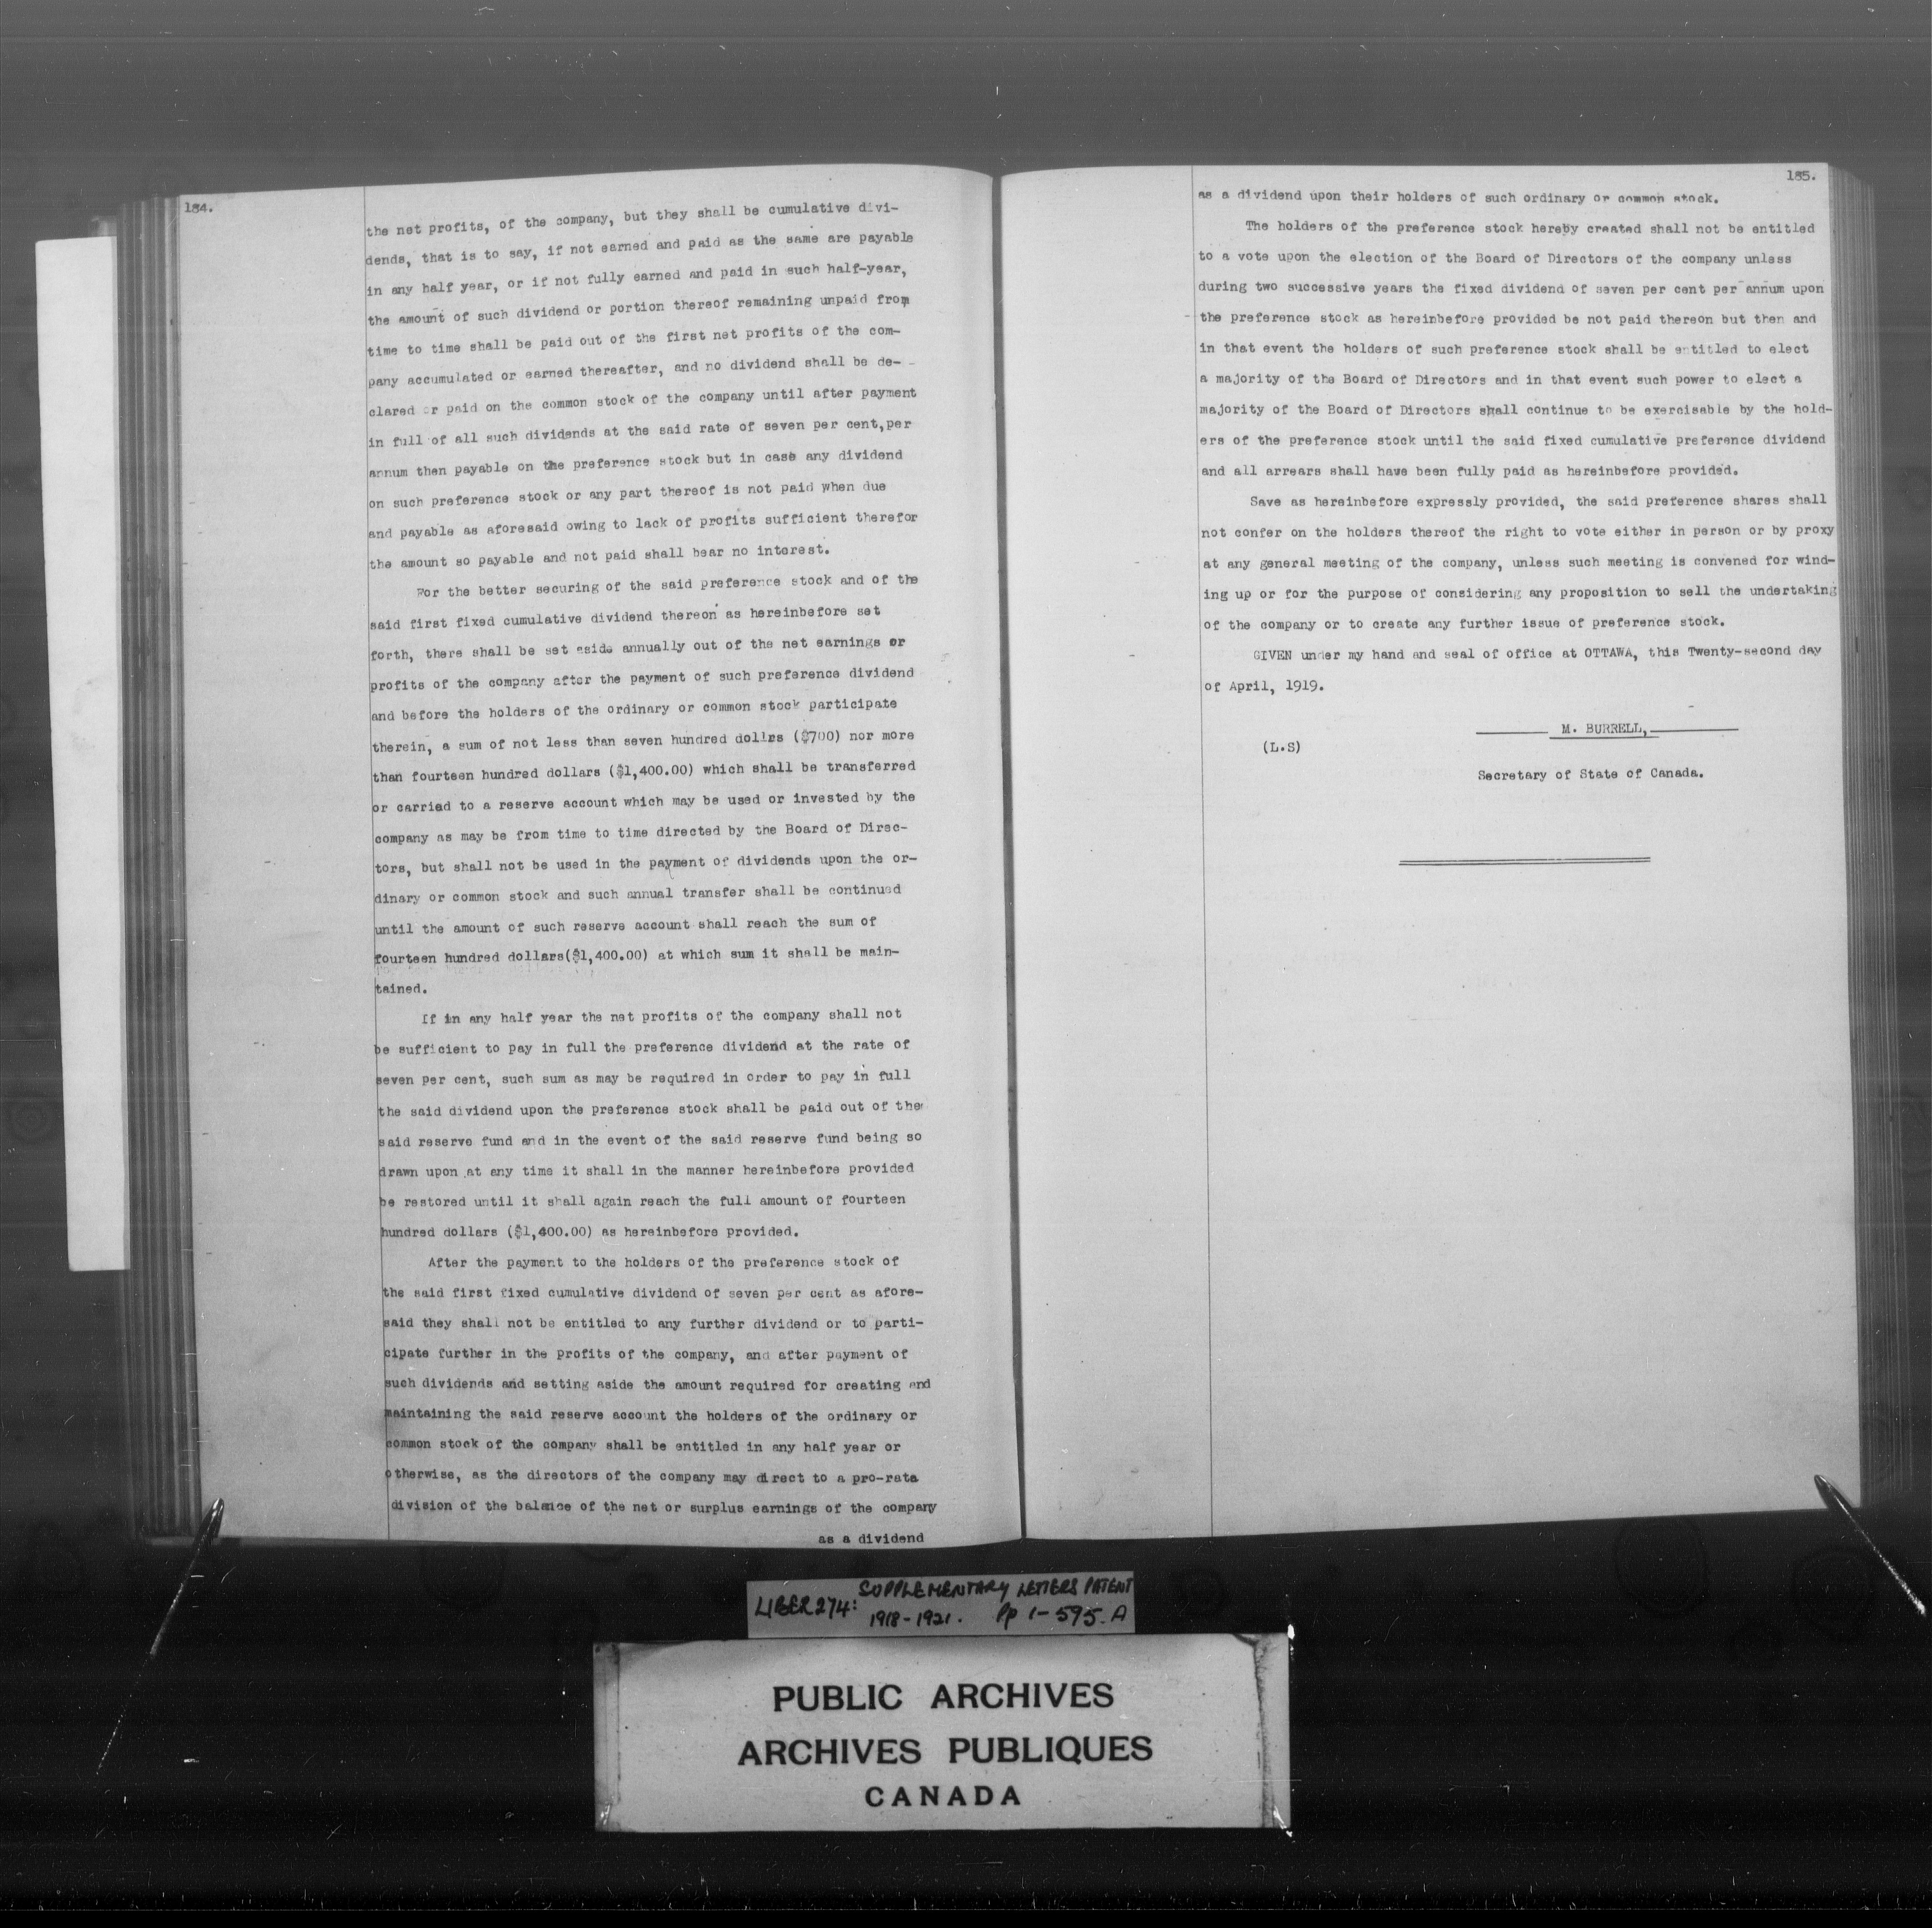 184.
the net profits, of the company, but they shall be cumulative divi-
dends, that is to say, if not earned and paid as the same are payable
in any half year, or if not fully earned and paid in such half-year,
the amount of such dividend or portion thereof remaining unpaid from
time to time shall be paid out of the first net profits of the com-
pany accumulated or earned thereafter, and no dividend shall be de-
clared or paid on the common stock of the company until after payment
in full of all such dividends at the said rate of seven per cent,per
annum then payable on the preference stock but in case any dividend
on such preference stock or any part thereof is not paid when due
and payable as aforesaid owing to lack of profits sufficient therefor
the amount so payable and not paid shall bear no interest.
For the better securing of the said preference stock and of the
said first fixed cumulative dividend thereon as hereinbefore set
forth, there shall be set aside annually out of the net earnings or
profits of the company after the payment of such preference dividend
and before the holders of the ordinary or common stock participate
therein, a sum of not less than seven hundred dollrs ($700) nor more
than fourteen hundred dollars ($1,400.00) which shall be transferred
or carried to a reserve account which may be used or invested by the
company as may be from time to time directed by the Board of Direc-
tors, but shall not be used in the payment of dividends upon the or-
dinary or common stock and such annual transfer shall be continued
until the amount of such reserve account shall reach the sum of
fourteen hundred dollars($1,400.00) at which sum it shall be main-
tained.
If in any half year the net profits of the company shall not
be sufficient to pay in full the preference dividend at the rate of
seven per cent, such sum as may be required in order to pay in full
the said dividend upon the preference stock shall be paid out of the
said reserve fund and in the event of the said reserve fund being so
drawn upon at any time it shall in the manner hereinbefore provided
be restored until it shall again reach the full amount of fourteen
hundred dollars ($1,400.00) as hereinbefore provided.
After the payment to the holders of the preference stock of
the said first fixed cumulative dividend of seven per cent as afore-
said they shall not be entitled to any further dividend or to parti-
cipate further in the profits of the company, and after payment of
such dividends and setting aside the amount required for creating and
maintaining the said reserve account the holders of the ordinary or
common stock of the company shall be entitled in any half year or
otherwise, as the directors of the company may direct to a pro-rata
division of the balance of the net or surplus earnings of the company
as a dividend
185.
as a dividend upon their holders of such ordinary or common stock.
The holders of the preference stock hereby created shall not be entitled
to a vote upon the election of the Board of Directors of the company unless
during two successive years the fixed dividend of seven per cent per annum upon
the preference stock as hereinbefore provided be not paid thereon but then and
in that event the holders of such preference stock shall be entitled to elect
a majority of the Board of Directors and in that event such power to elect a
majority of the Board of Directors shall continue to be exercisable by the hold-
ers of the preference stock until the said fixed cumulative preference dividend
and all arrears shall have been fully paid as hereinbefore provided.
Save as hereinbefore expressly provided, the said preference shares shall
not confer on the holders thereof the right to vote either in person or by proxy
at any general meeting of the company, unless such meeting is convened for wind-
ing up or for the purpose of considering any proposition to sell the undertaking
of the company or to create any further issue of preference stock.
GIVEN under my hand and seal of office at OTTAWA, this Twenty-second day
of April, 1919.
M. BURRELL,
(L.S)
Secretary of State of Canada.
LIBER 274: SUPPLEMENTARY LETTERS PATENT
1918-1921. Pp 1-595.A
PUBLIC ARCHIVES
ARCHIVES PUBLIQUES
CANADA